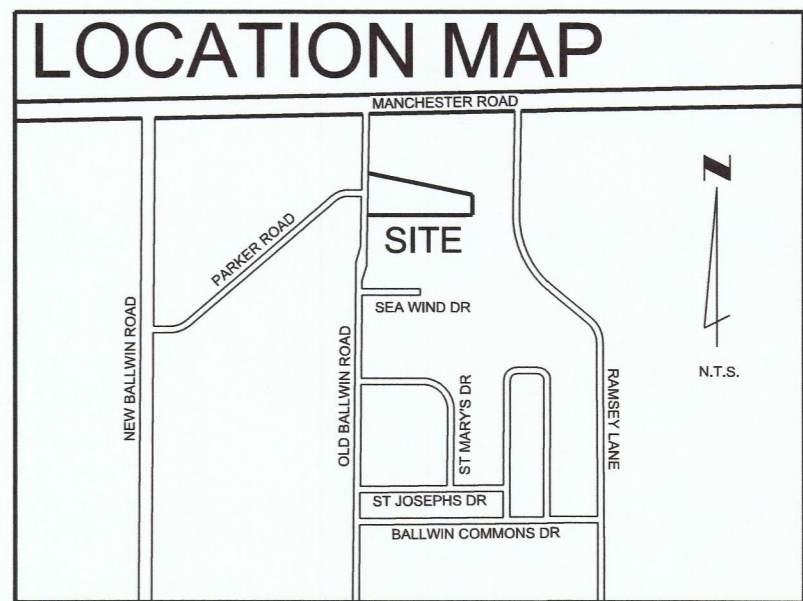 LOCATION MAP
MANCHESTER ROAD
N
PARKER ROAD
SITE
SEA WIND DR
NEW BALLWIN ROAD
OLD BALLWIN ROAD
ST MARY'S DR
RAMSEY LANE
N.T.S.
ST JOSEPHS DR
BALLWIN COMMONS DR